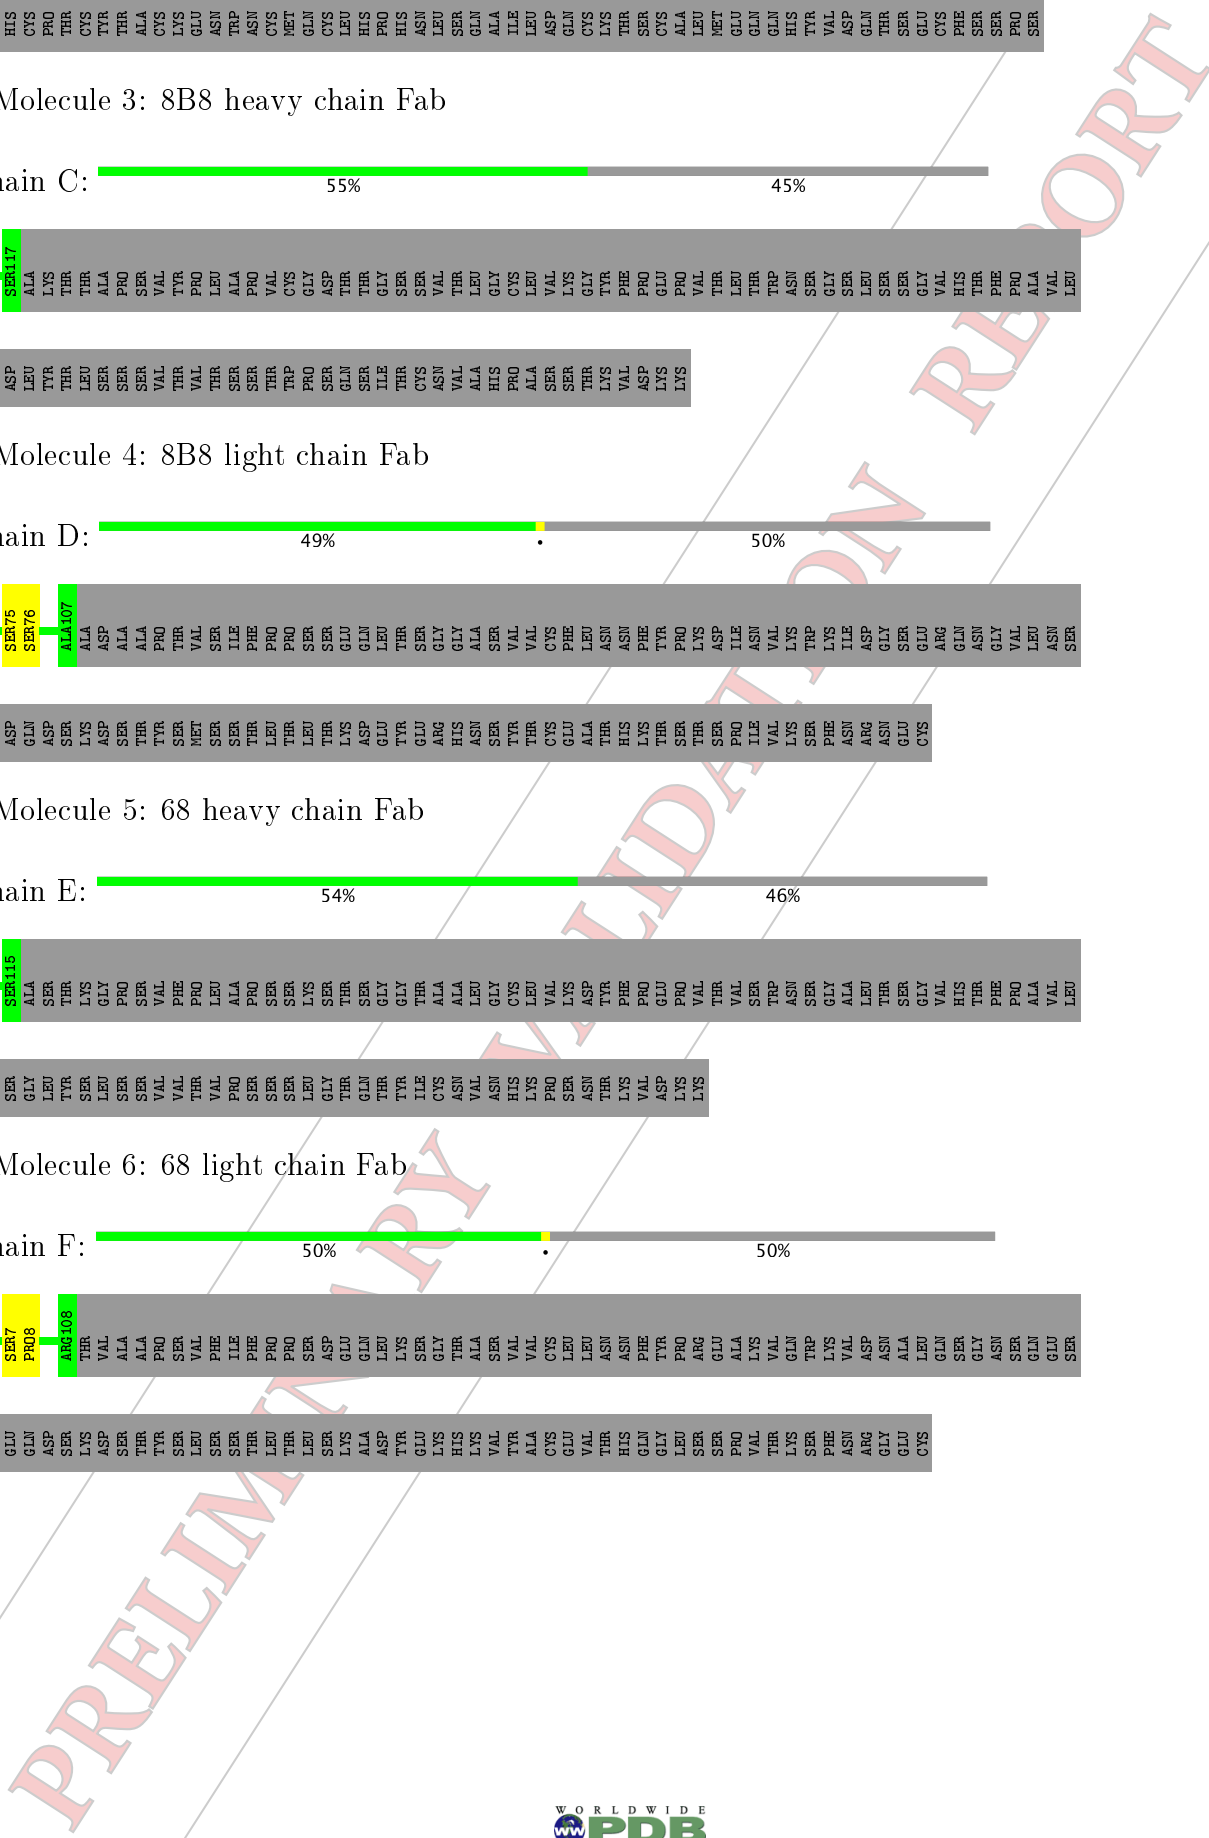 HIS CYS PRO THR CYS TYR THR ALA CYS LYS GLU ASN TRP ASN CYS MET GLN CYS LEU HIS PRO HIS ASN LEU SER GLN ALA ILE LEU ASP GLN CYS LYS THR SER CYS ALA LEU MET GLU GLN GLN HIS TYR VAL ASP GLN THR SER GLU CYS PHE SER SER PRO SER
Molecule 3: 8B8 heavy chain Fab
hain C:
55% 45%
SER117 ALA LYS THR THR ALA PRO SER VAL TYR PRO LEU ALA PRO VAL CYS GLY ASP THR THR GLY SER SER VAL THR LEU GLY CYS LEU VAL LYS GLY TYR PHE PRO GLU PRO VAL THR LEU THR TRP ASN SER GLY SER LEU SER SER GLY VAL HIS THR PHE PRO ALA VAL LEU
ASP LEU TYR THR LEU SER SER SER VAL THR VAL THR SER SER THR TRP PRO SER GLN SER ILE THR CYS ASN VAL ALA HIS PRO ALA SER SER THR LYS VAL ASP LYS LYS
Molecule 4: 8B8 light chain Fab
hain D:
49% • 50%
SER75 SER76 ALA107 ALA ASP ALA ALA PRO THR VAL SER ILE PHE PRO PRO SER SER GLU GLN LEU THR SER GLY GLY ALA SER VAL VAL CYS PHE LEU ASN ASN PHE TYR PRO LYS ASP ILE ASN VAL LYS TRP LYS ILE ASP GLY SER GLU ARG GLN ASN GLY VAL LEU ASN SER
ASP GLN ASP SER LYS ASP SER THR TYR SER MET SER SER THR LEU THR LEU THR LYS ASP GLU TYR GLU ARG HIS ASN SER TYR THR CYS GLU ALA THR HIS LYS THR SER THR SER PRO ILE VAL LYS SER PHE ASN ARG ASN GLU CYS
Molecule 5: 68 heavy chain Fab
hain E:
54% 46%
SER115 ALA SER THR LYS GLY PRO SER VAL PHE PRO LEU ALA PRO SER SER LYS SER THR SER GLY GLY THR ALA ALA LEU GLY CYS LEU VAL LYS ASP TYR PHE PRO GLU PRO VAL THR VAL SER TRP ASN SER GLY ALA LEU THR SER GLY VAL HIS THR PHE PRO ALA VAL LEU
SER GLY LEU TYR SER LEU SER SER VAL VAL THR VAL PRO SER SER SER LEU GLY THR GLN THR TYR ILE CYS ASN VAL ASN HIS LYS PRO SER ASN THR LYS VAL ASP LYS LYS
Molecule 6: 68 light chain Fab
hain F:
50% • 50%
SER7 PRO8 ARG108 THR VAL ALA ALA PRO SER VAL PHE ILE PHE PRO PRO SER ASP GLU GLN LEU LYS SER GLY THR ALA SER VAL VAL CYS LEU LEU ASN ASN PHE TYR PRO ARG GLU ALA LYS VAL GLN TRP LYS VAL ASP ASN ALA LEU GLN SER GLY ASN SER GLN GLU SER
GLU GLN ASP SER LYS ASP SER THR TYR SER LEU SER SER THR LEU THR LEU SER LYS ALA ASP TYR GLU LYS HIS LYS VAL TYR ALA CYS GLU VAL THR HIS GLN GLY LEU SER SER PRO VAL THR LYS SER PHE ASN ARG GLY GLU CYS
PRELIMINARY VALIDATION REPORT
WORLDWIDE
PDB